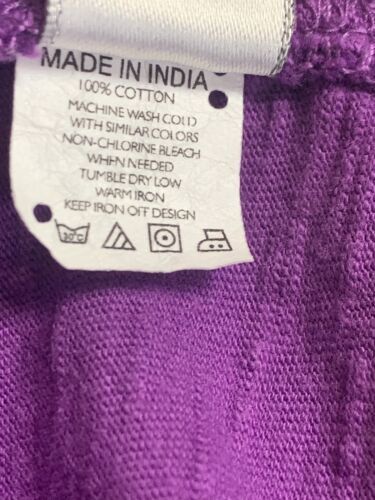 MADE IN INDIA
100% COTTON
MACHINE WASH COLD
WITH SIMILAR COLORS
NON-CHLORINE BLEACH
WHEN NEEDED
TUMBLE DRY LOW
WARM IRON
KEEP IRON OFF DESIGN
30°C